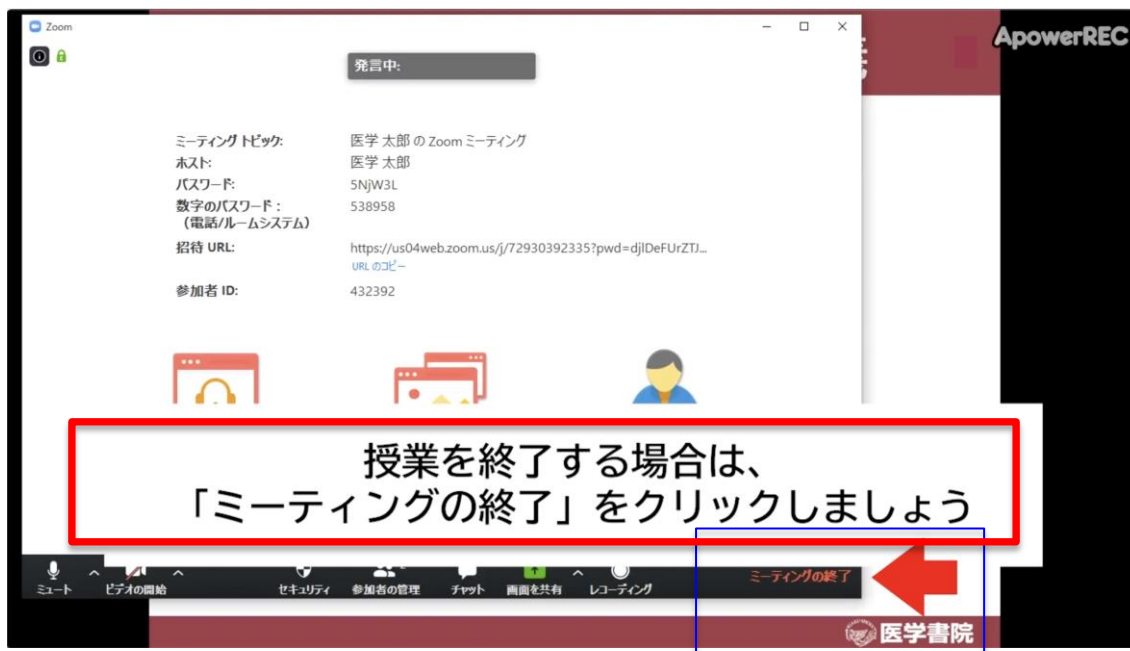 Zoom
ApowerREC
発言中:
ミーティング トピック: 医学 太郎 の Zoom ミーティング
ホスト: 医学 太郎
パスワード: 5NjW3L
数字のパスワード : 538958
(電話/ルームシステム)
招待 URL: https://us04web.zoom.us/j/72930392335?pwd=djlDeFUrZTJ...
URL のコピー
参加者 ID: 432392
授業を終了する場合は、
「ミーティングの終了」をクリックしましょう
ミュート ビデオの開始 セキュリティ 参加者の管理 チャット 画面を共有 レコーディング ミーティングの終了
医学書院